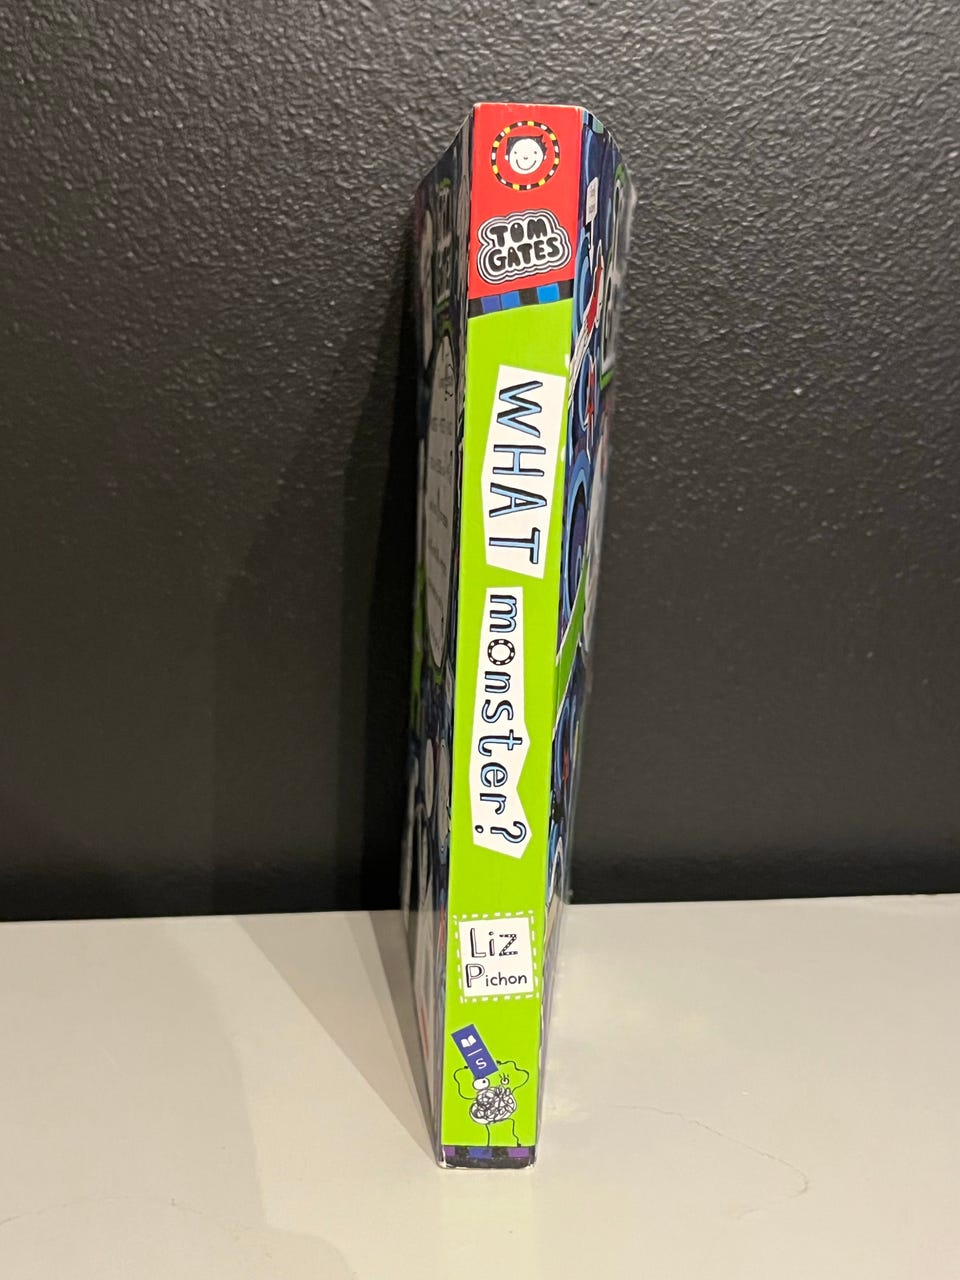 TOM
GATES
WHAT
monster?
Liz
Pichon
S